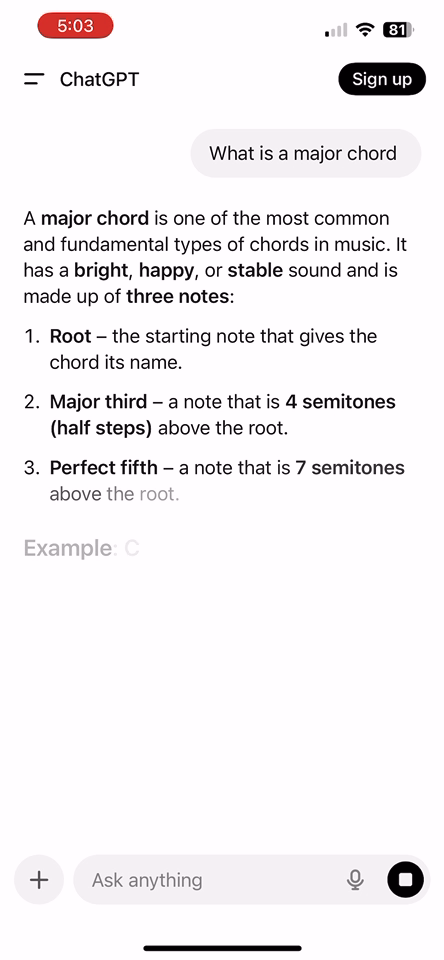 5:03
81
ChatGPT
Sign up
What is a major chord
A major chord is one of the most common
and fundamental types of chords in music. It
has a bright, happy, or stable sound and is
made up of three notes:
1. Root – the starting note that gives the
chord its name.
2. Major third – a note that is 4 semitones
(half steps) above the root.
3. Perfect fifth – a note that is 7 semitones
above the root.
Example: C
Ask anything